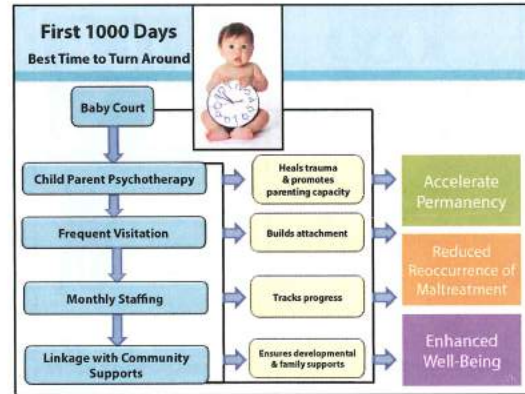 First 1000 Days
Best Time to Turn Around
Baby Court
Child Parent Psychotherapy
Heals trauma
& promotes
parenting capacity
Accelerate
Permanency
Frequent Visitation
Builds attachment
Reduced
Reoccurrence of
Maltreatment
Monthly Staffing
Tracks progress
Linkage with Community
Supports
Ensures developmental
& family supports
Enhanced
Well-Being